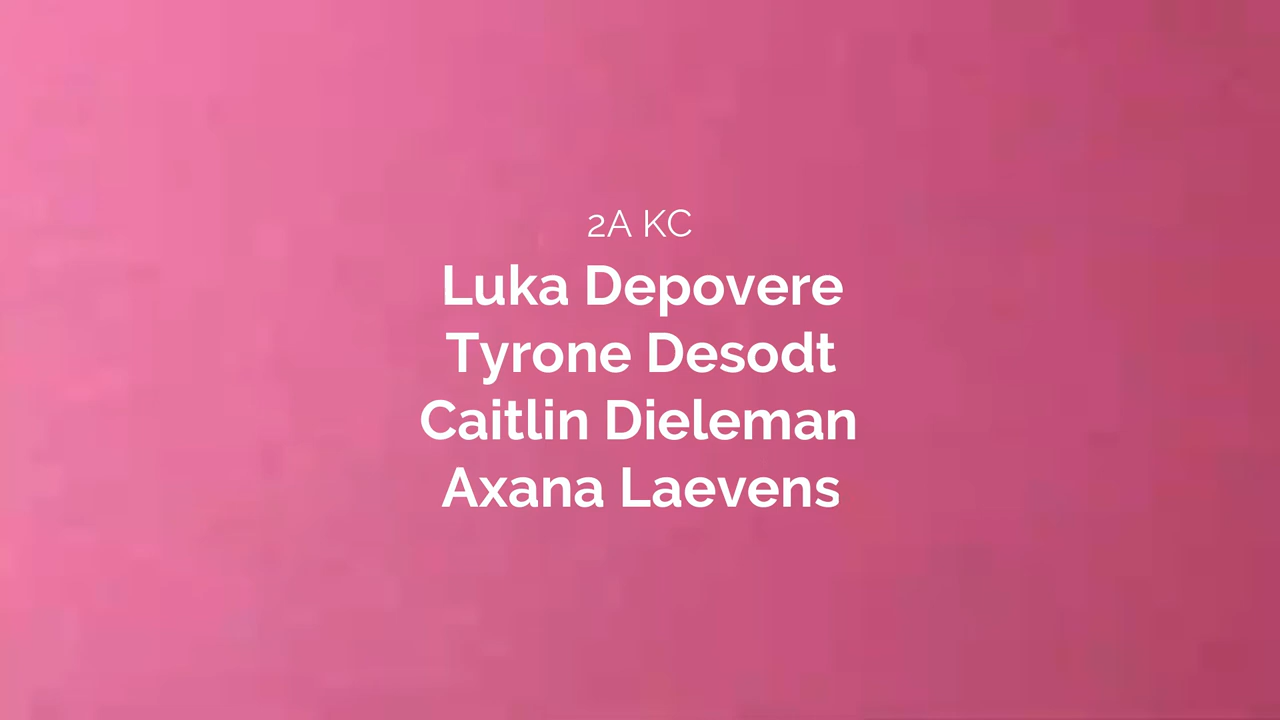 2A KC
Luka Depovere
Tyrone Desodt
Caitlin Dieleman
Axana Laevens